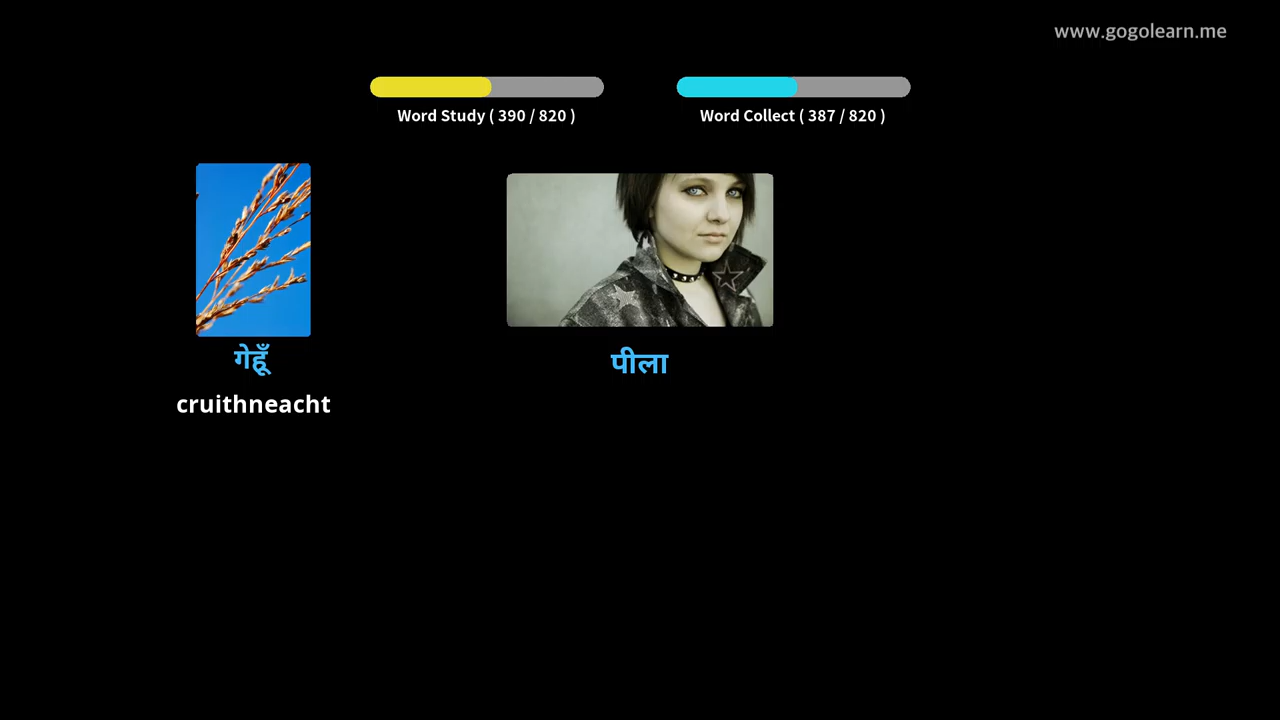 www.gogolearn.me
Word Study ( 390 / 820 )
Word Collect ( 387 / 820 )
गेहूँ
cruithneacht
पीला